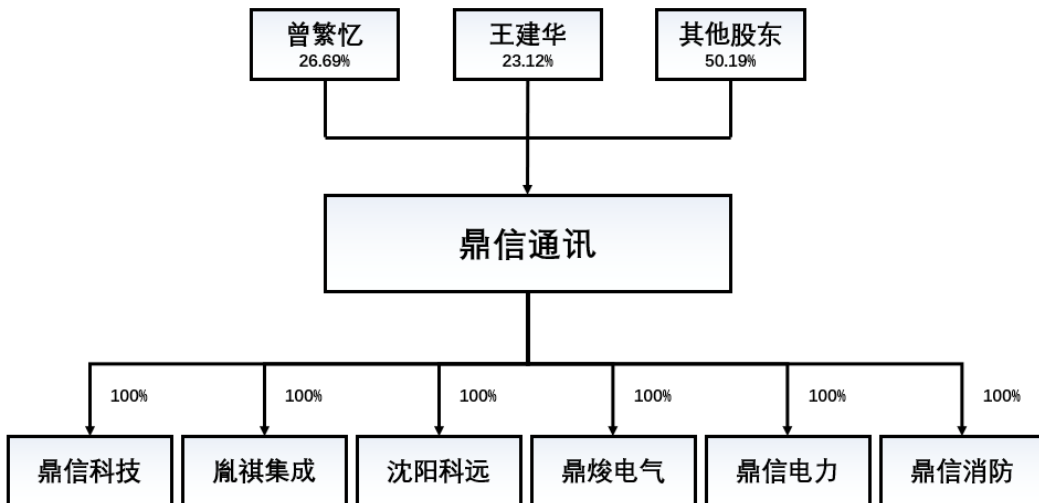 曾繁忆
26.69%
王建华
23.12%
其他股东
50.19%
鼎信通讯
100%
100%
100%
100%
100%
100%
鼎信科技
胤祺集成
沈阳科远
鼎焌电气
鼎信电力
鼎信消防